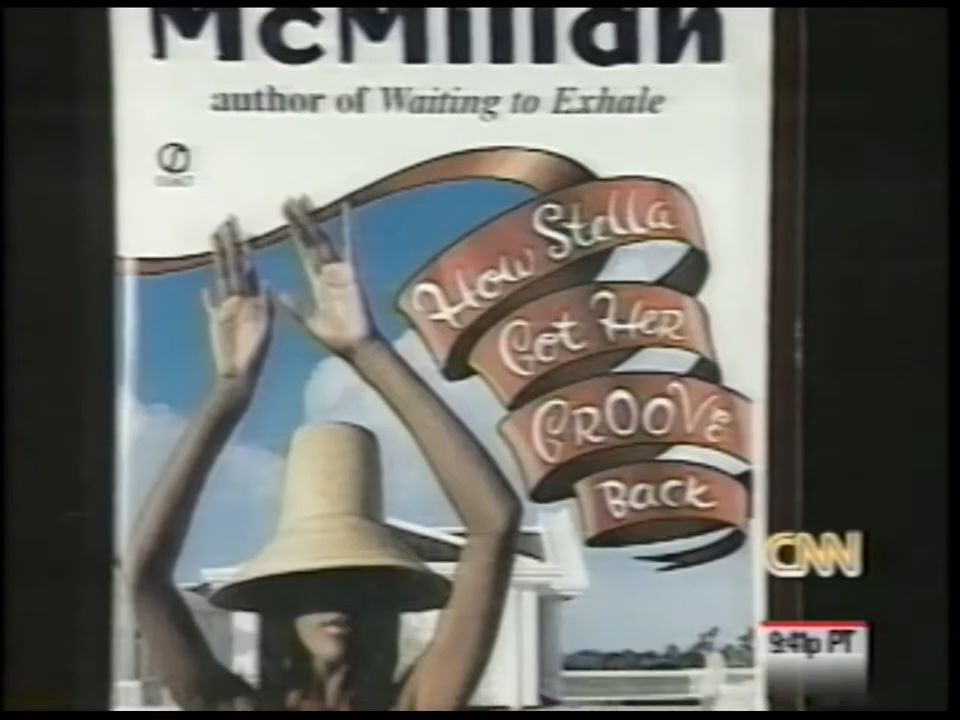 McMillan
author of Waiting to Exhale
How Stella
Got Her
Groove
Back
CNN
9:41p PT